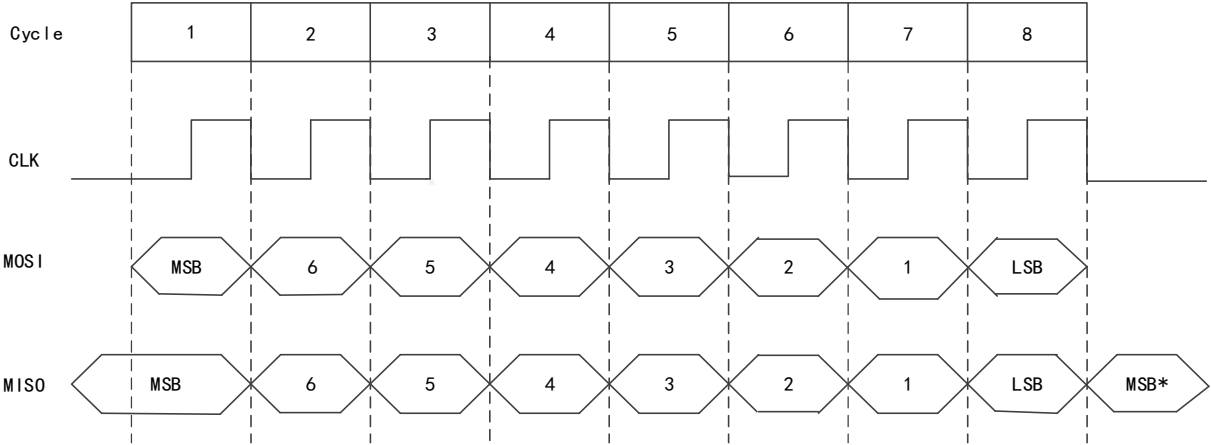 Cycle 1 2 3 4 5 6 7 8
CLK
MOSI MSB 6 5 4 3 2 1 LSB
MISO MSB 6 5 4 3 2 1 LSB MSB*